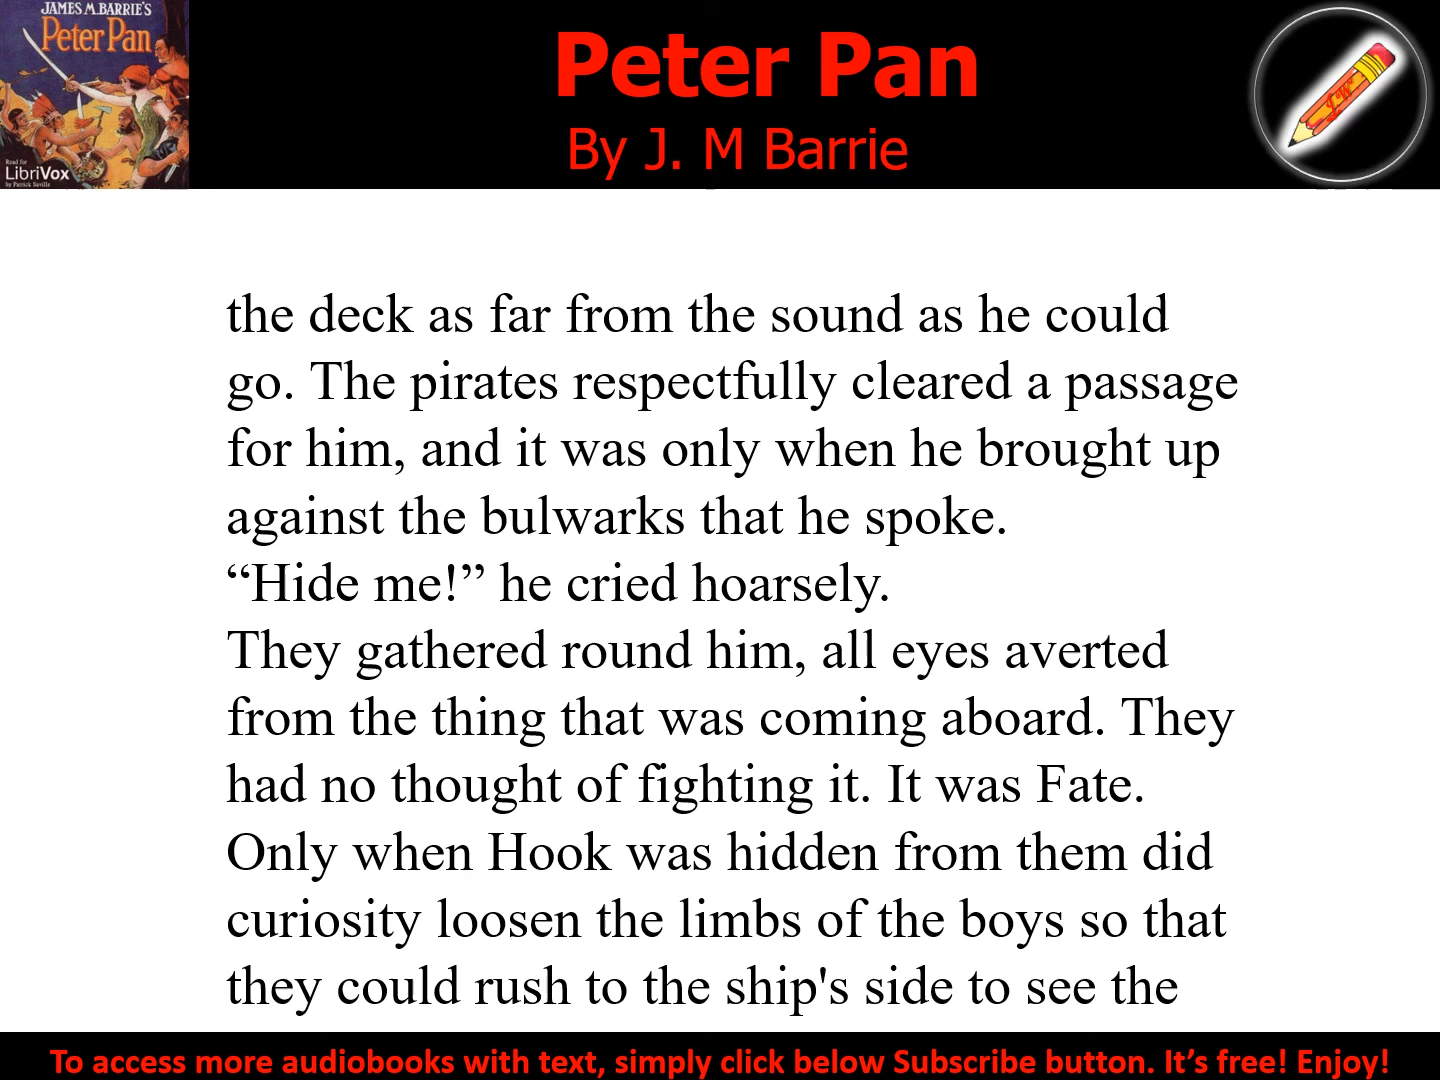 JAMES M. BARRIE'S
Peter Pan
Read for
LibriVox
by Patrick Saville
Peter Pan
By J. M Barrie
the deck as far from the sound as he could
go. The pirates respectfully cleared a passage
for him, and it was only when he brought up
against the bulwarks that he spoke.
“Hide me!” he cried hoarsely.
They gathered round him, all eyes averted
from the thing that was coming aboard. They
had no thought of fighting it. It was Fate.
Only when Hook was hidden from them did
curiosity loosen the limbs of the boys so that
they could rush to the ship's side to see the
To access more audiobooks with text, simply click below Subscribe button. It’s free! Enjoy!